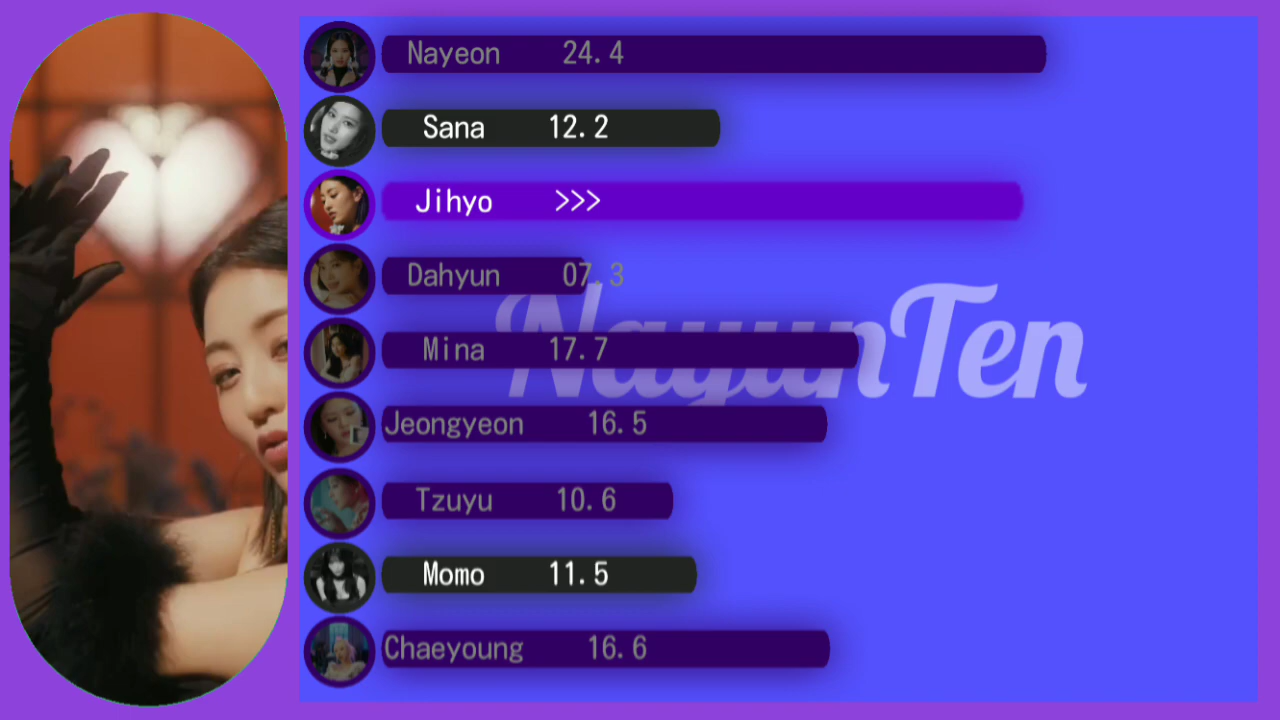 Nayeon 24.4
Sana 12.2
Jihyo >>>
Dahyun 07.3
NayunTen
Mina 17.7
Jeongyeon 16.5
Tzuyu 10.6
Momo 11.5
Chaeyoung 16.6